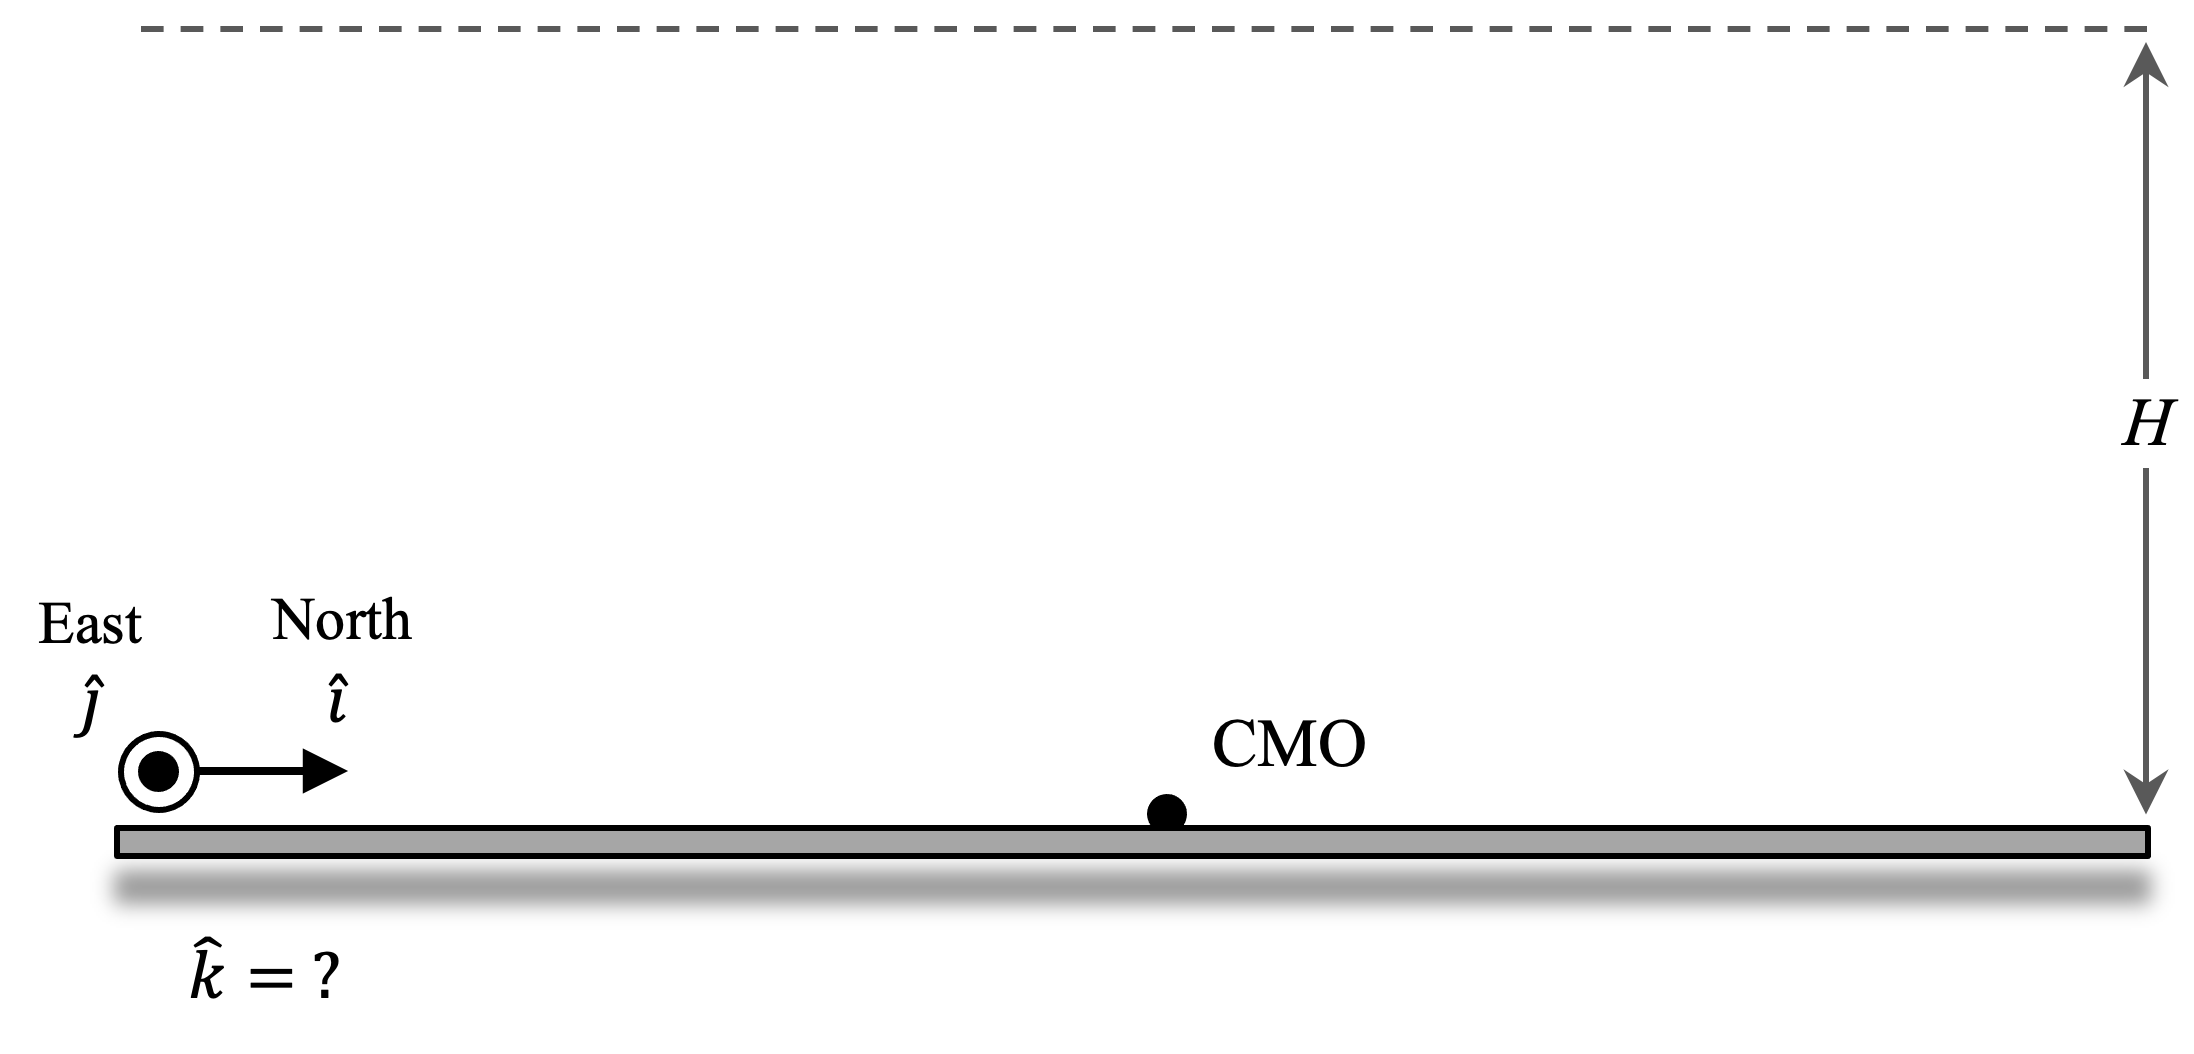 H
East
North
ĵ
î
CMO
k̂ = ?